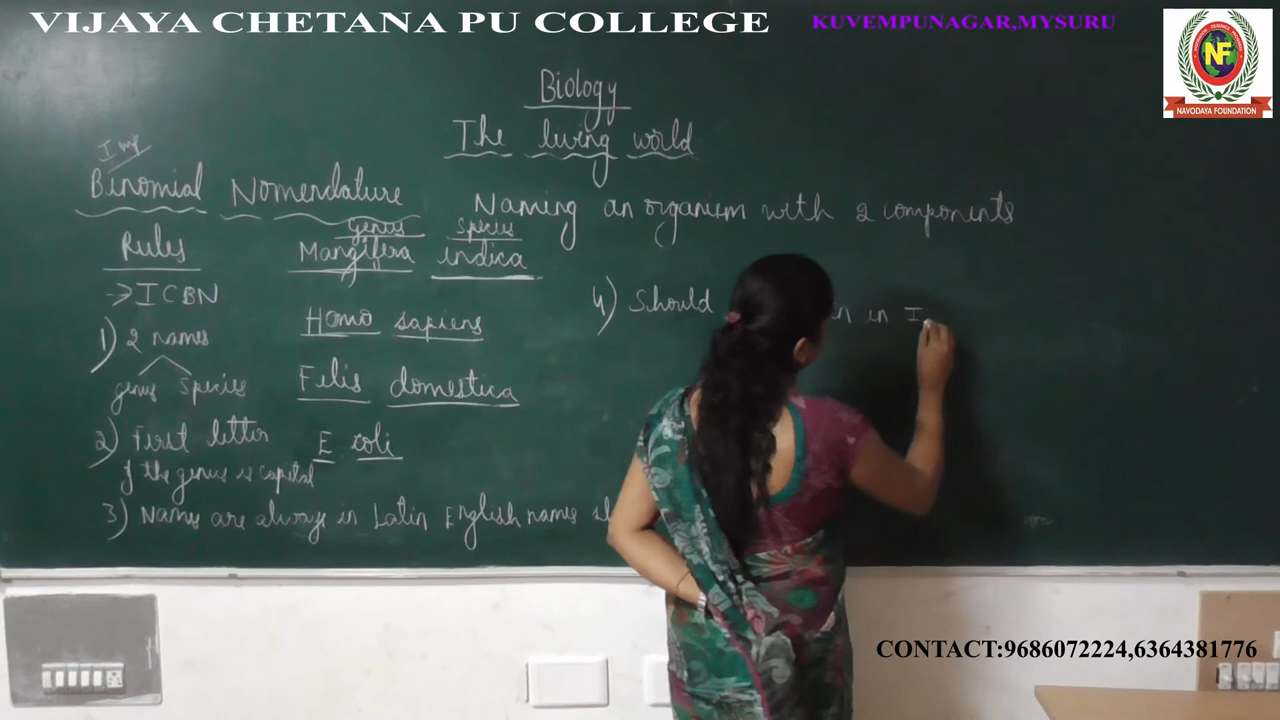 VIJAYA CHETANA PU COLLEGE
KUVEMPUNAGAR,MYSURU
NF
NAVODAYA FOUNDATION
Biology
The living world
Imp
Binomial Nomenclature
Naming an organism with 2 components
Rules
Genus Species
Mangifera indica
→ICBN
4) Should
in I
Homo sapiens
1) 2 names
genus Species
Felis domestica
2) First letter
of the genus is capital
E coli
3) Names are always in Latin English names
CONTACT:9686072224,6364381776